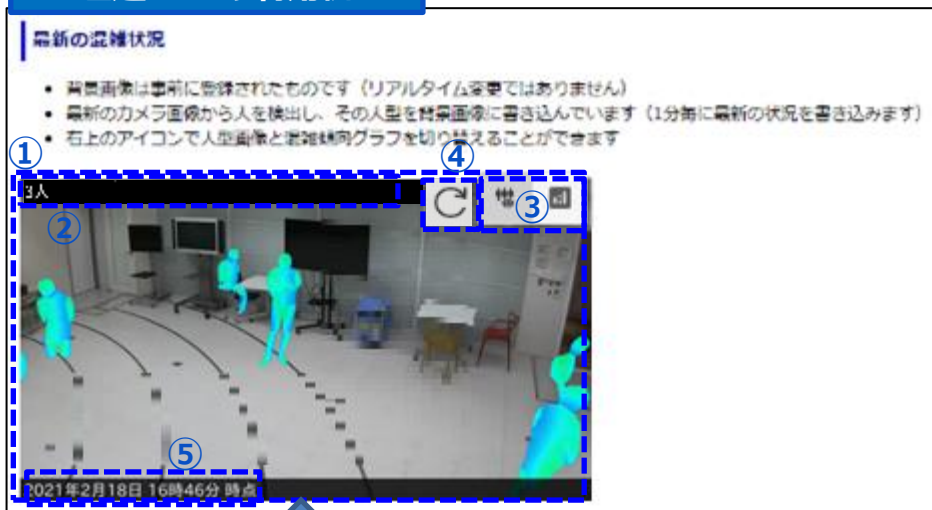 最新の混雑状況
• 背景画像は事前に登録されたものです（リアルタイム変更ではありません）
• 最新のカメラ画像から人を検出し、その人型を背景画像に書き込んでいます（1分毎に最新の状況を書き込みます）
• 右上のアイコンで人型画像と混雑傾向グラフを切り替えることができます
①
④
3人
③
②
⑤
2021年2月18日 16時46分 時点